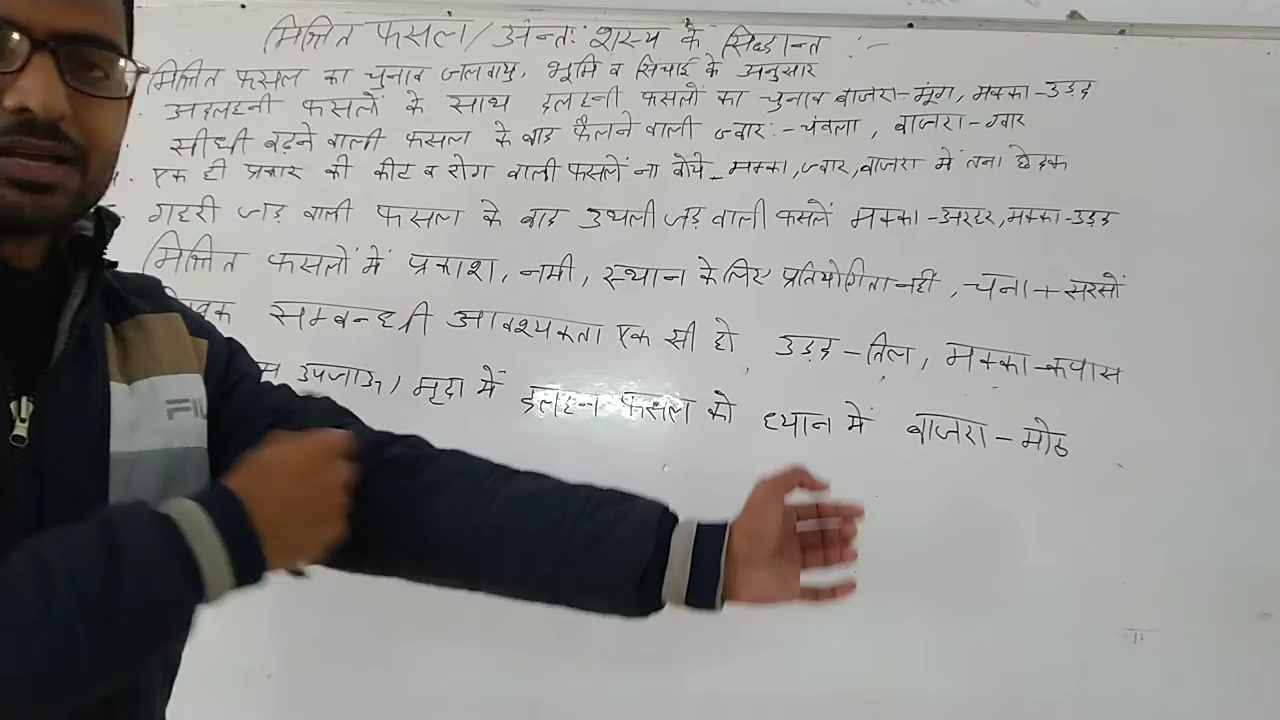 मिश्रित फसल/अन्तः शस्य के सिद्धान्त :-
मिश्रित फसल का चुनाव जलवायु, भूमि व सिंचाई के अनुसार
अदलहनी फसलों के साथ दलहनी फसलों का चुनाव बाजरा-मूंग, मक्का-उड़द
सीधी बढ़ने वाली फसल के बाद फैलने वाली ज्वार:-चंवला, बाजरा-ग्वार
एक ही प्रकार की कीट व रोग वाली फसलों ना बोये - मक्का, ज्वार, बाजरा में तना छेदक
गहरी जड़ वाली फसल के बाद उथली जड़ वाली फसलें मक्का-अरहर, मक्का-उड़द
मिश्रित फसलों में प्रकाश, नमी, स्थान के लिए प्रतियोगिता नहीं, चना+सरसों
सम्बन्धी आवश्यकता एक सी हो, उड़द-तिल, मक्का-कपास
उपजाऊ मृदा में दलहन फसल को ध्यान में बाजरा-मोठ
FIL